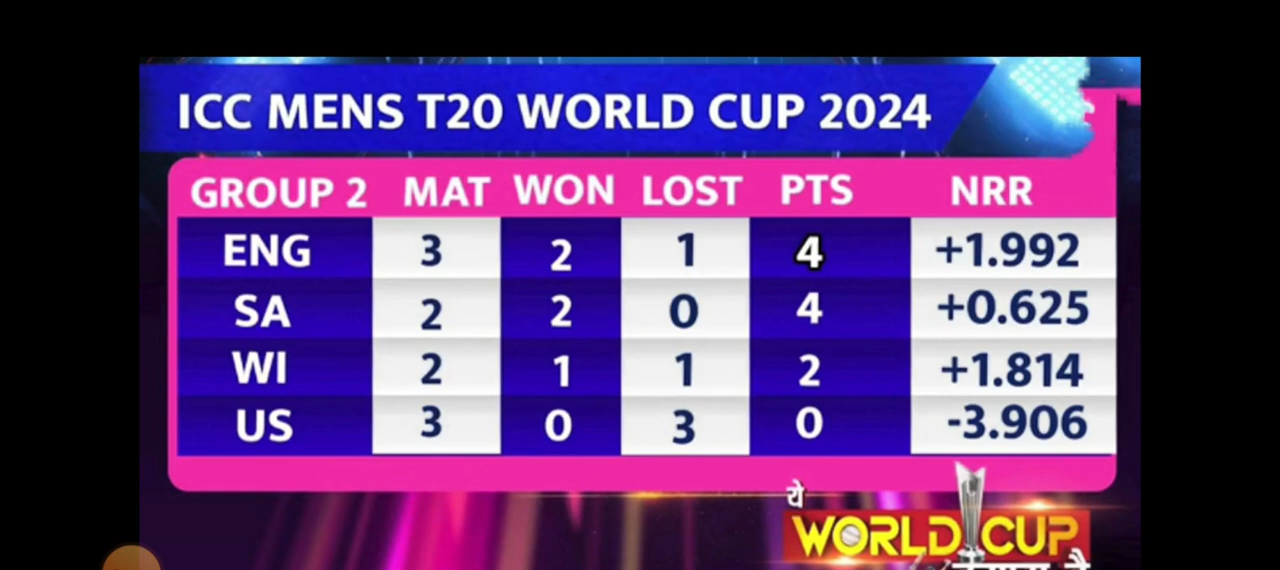 ICC MENS T20 WORLD CUP 2024
GROUP 2 MAT WON LOST PTS NRR
ENG 3 2 1 4 +1.992
SA 2 2 0 4 +0.625
WI 2 1 1 2 +1.814
US 3 0 3 0 -3.906
ये
WORLD CUP